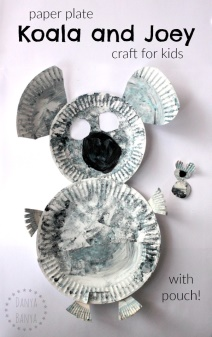 paper plate
Koala and Joey
craft for kids
with
pouch!
DANYA
BANYA